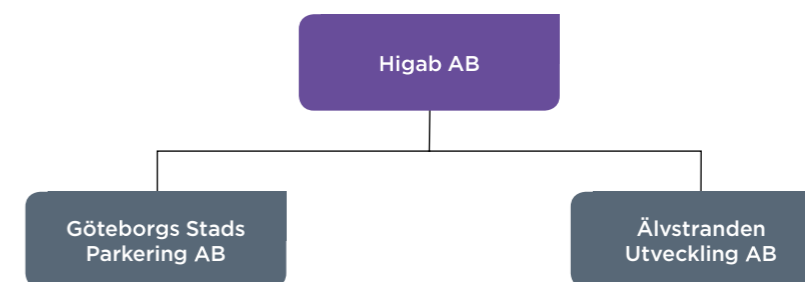 Higab AB
Göteborgs Stads
Parkering AB
Älvstranden
Utveckling AB